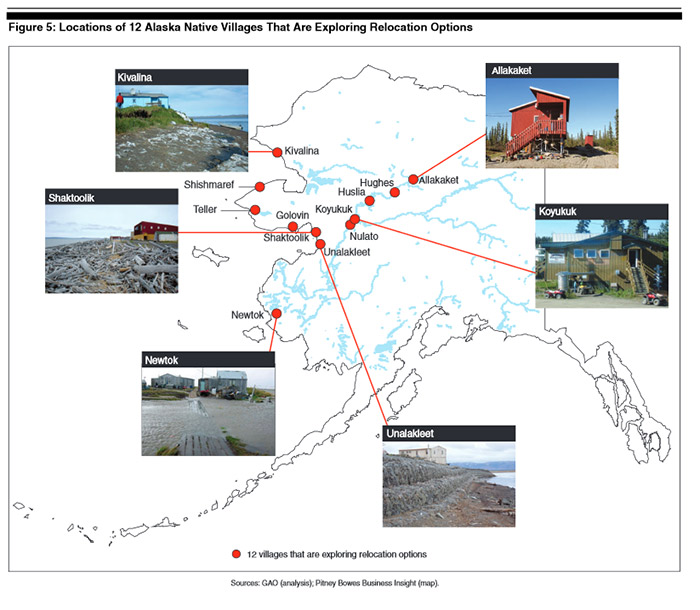 Figure 5: Locations of 12 Alaska Native Villages That Are Exploring Relocation Options
Kivalina
Allakaket
Kivalina
Shishmaref
Allakaket
Hughes
Huslia
Shaktoolik
Teller
Golovin
Koyukuk
Koyukuk
Shaktoolik
Nulato
Unalakleet
Newtok
Newtok
Unalakleet
12 villages that are exploring relocation options
Sources: GAO (analysis); Pitney Bowes Business Insight (map).